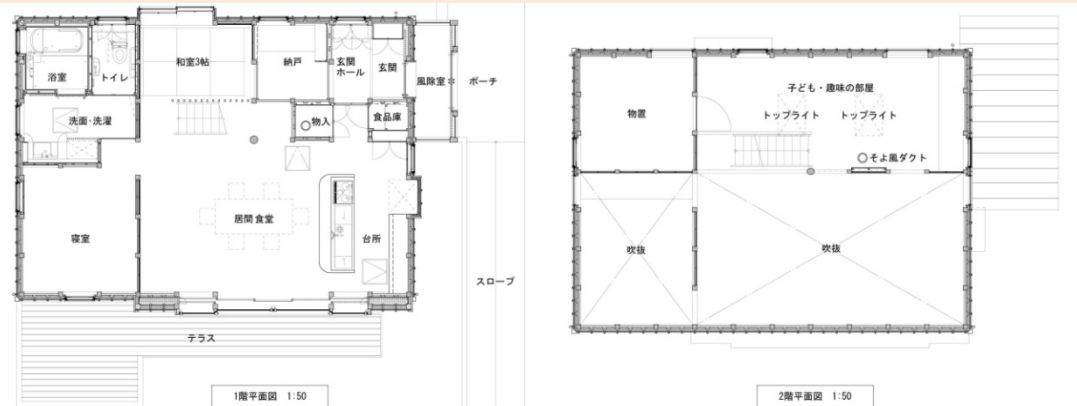 浴室
トイレ
和室3帖
納戸
玄関
ホール
玄関
風除室
ポーチ
洗面・洗濯
物入
食品庫
寝室
居間食堂
台所
スロープ
テラス
1階平面図 1:50
子ども・趣味の部屋
物置
トップライト
トップライト
そよ風ダクト
吹抜
吹抜
2階平面図 1:50